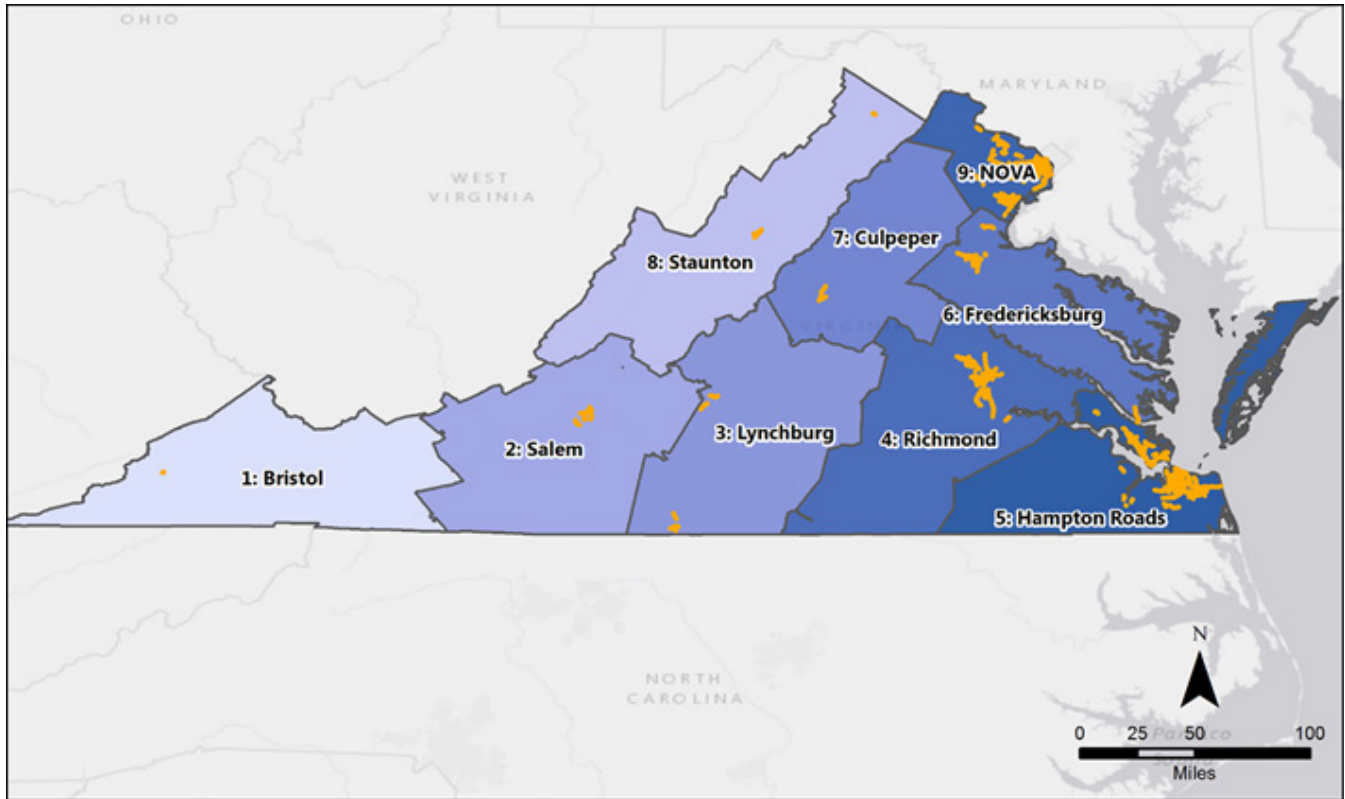 OHIO
MARYLAND
WEST
VIRGINIA
9: NOVA
7: Culpeper
8: Staunton
VIRGINIA
6: Fredericksburg
3: Lynchburg
4: Richmond
2: Salem
1: Bristol
5: Hampton Roads
NORTH
CAROLINA
N
0 25 50 100
Miles